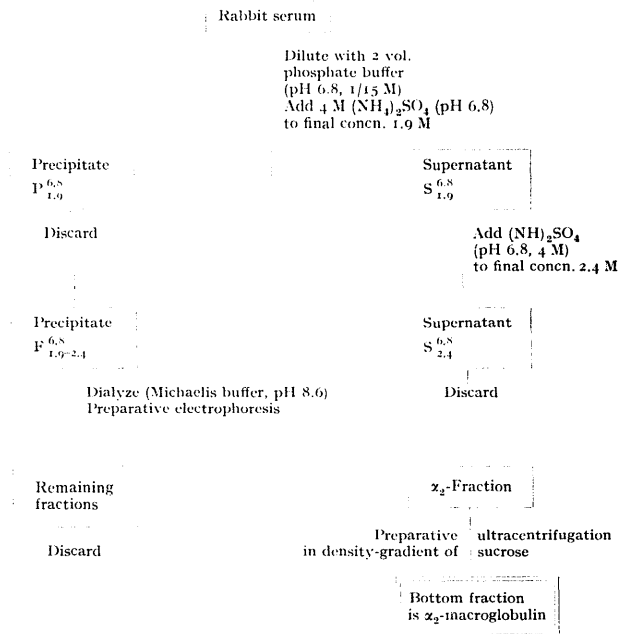 Rabbit serum
Dilute with 2 vol.
phosphate buffer
(pH 6.8, 1/15 M)
Add 4 M (NH₄)₂SO₄ (pH 6.8)
to final concn. 1.9 M
Precipitate
P 6.8 1.9
Supernatant
S 6.8 1.9
Discard
Add (NH)₂SO₄
(pH 6.8, 4 M)
to final concn. 2.4 M
Precipitate
F 6.8 1.9–2.4
Supernatant
S 6.8 2.4
Dialyze (Michaelis buffer, pH 8.6)
Preparative electrophoresis
Discard
Remaining
fractions
α₂-Fraction
Discard
Preparative ultracentrifugation
in density-gradient of sucrose
Bottom fraction
is α₂-macroglobulin